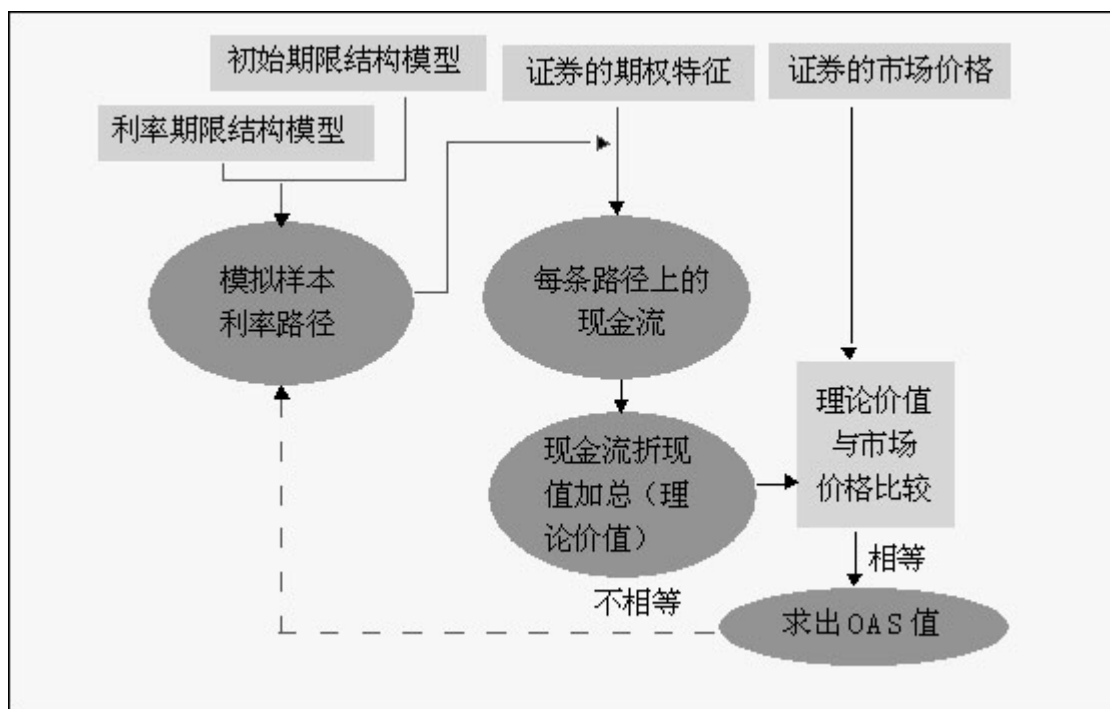 初始期限结构模型
证券的期权特征
证券的市场价格
利率期限结构模型
模拟样本
利率路径
每条路径上的
现金流
理论价值
与市场
价格比较
现金流折现
值加总（理
论价值）
相等
不相等
求出OAS值